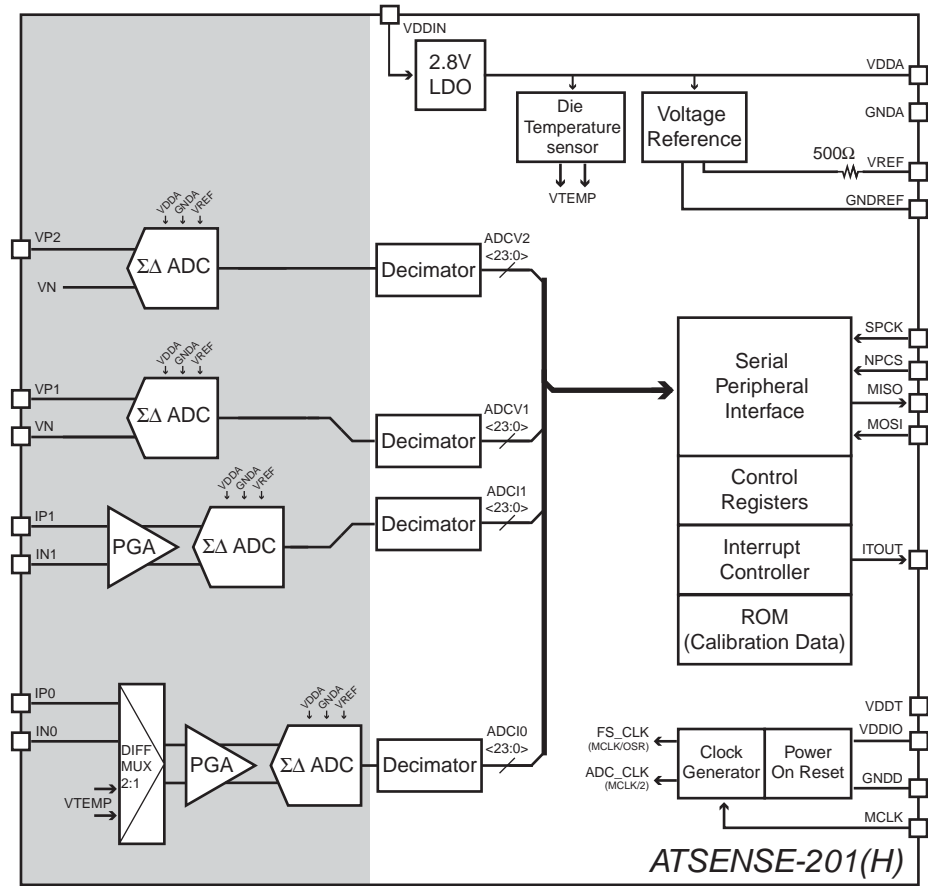 VDDIN
2.8V
LDO
VDDA
GNDA
Die
Temperature
sensor
Voltage
Reference
500Ω
VREF
VTEMP
GNDREF
VDDA
GNDA
VREF
VP2
VN
ΣΔ ADC
Decimator
ADCV2
<23:0>
VDDA
GNDA
VREF
VP1
VN
ΣΔ ADC
Decimator
ADCV1
<23:0>
VDDA
GNDA
VREF
IP1
IN1
PGA
ΣΔ ADC
Decimator
ADCI1
<23:0>
Serial
Peripheral
Interface
SPCK
NPCS
MISO
MOSI
Control
Registers
Interrupt
Controller
ITOUT
ROM
(Calibration Data)
IP0
IN0
DIFF
MUX
2:1
VTEMP
PGA
VDDA
GNDA
VREF
ΣΔ ADC
Decimator
ADCI0
<23:0>
VDDT
FS_CLK
(MCLK/OSR)
ADC_CLK
(MCLK/2)
Clock
Generator
Power
On Reset
VDDIO
GNDD
MCLK
ATSENSE-201(H)